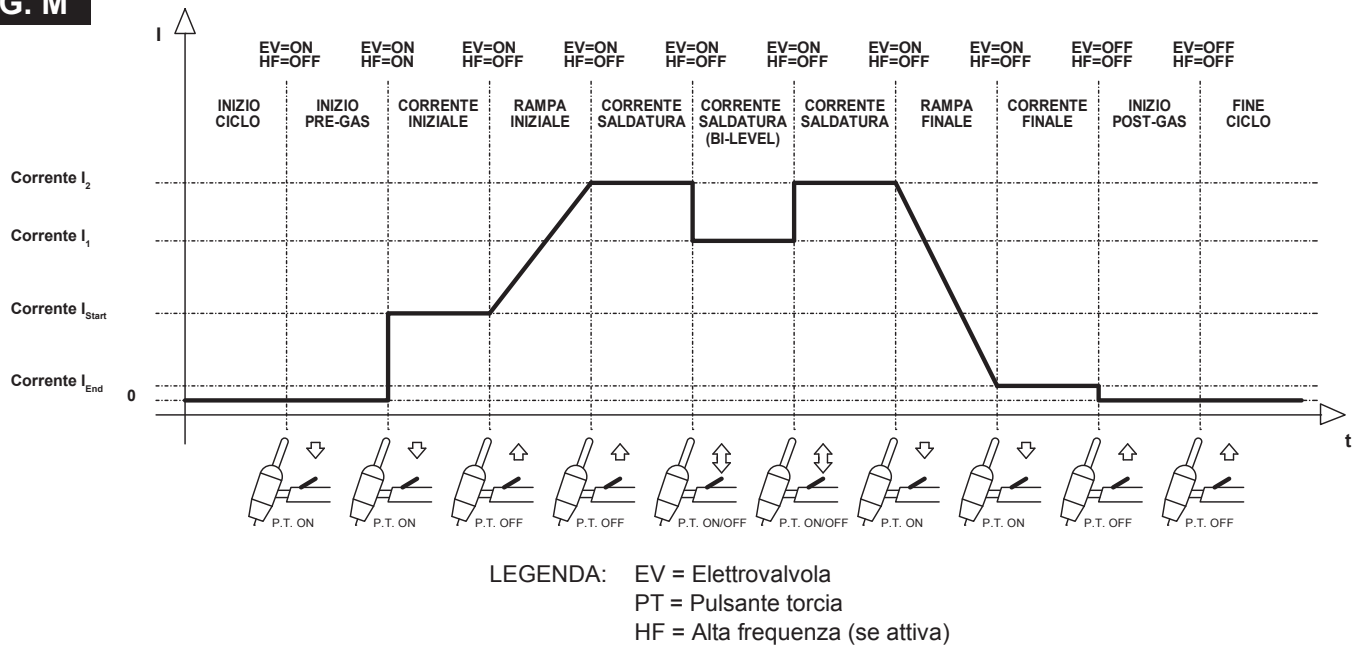 G. M
I
EV=ON EV=ON EV=ON EV=ON EV=ON EV=ON EV=ON EV=ON EV=OFF EV=OFF
HF=OFF HF=ON HF=OFF HF=OFF HF=OFF HF=OFF HF=OFF HF=OFF HF=OFF HF=OFF
INIZIO INIZIO CORRENTE RAMPA CORRENTE CORRENTE CORRENTE RAMPA CORRENTE INIZIO FINE
CICLO PRE-GAS INIZIALE INIZIALE SALDATURA SALDATURA SALDATURA FINALE FINALE POST-GAS CICLO
(BI-LEVEL)
Corrente I2
Corrente I1
Corrente IStart
Corrente IEnd
0
t
P.T. ON P.T. ON P.T. OFF P.T. OFF P.T. ON/OFF P.T. ON/OFF P.T. ON P.T. ON P.T. OFF P.T. OFF
LEGENDA: EV = Elettrovalvola
PT = Pulsante torcia
HF = Alta frequenza (se attiva)